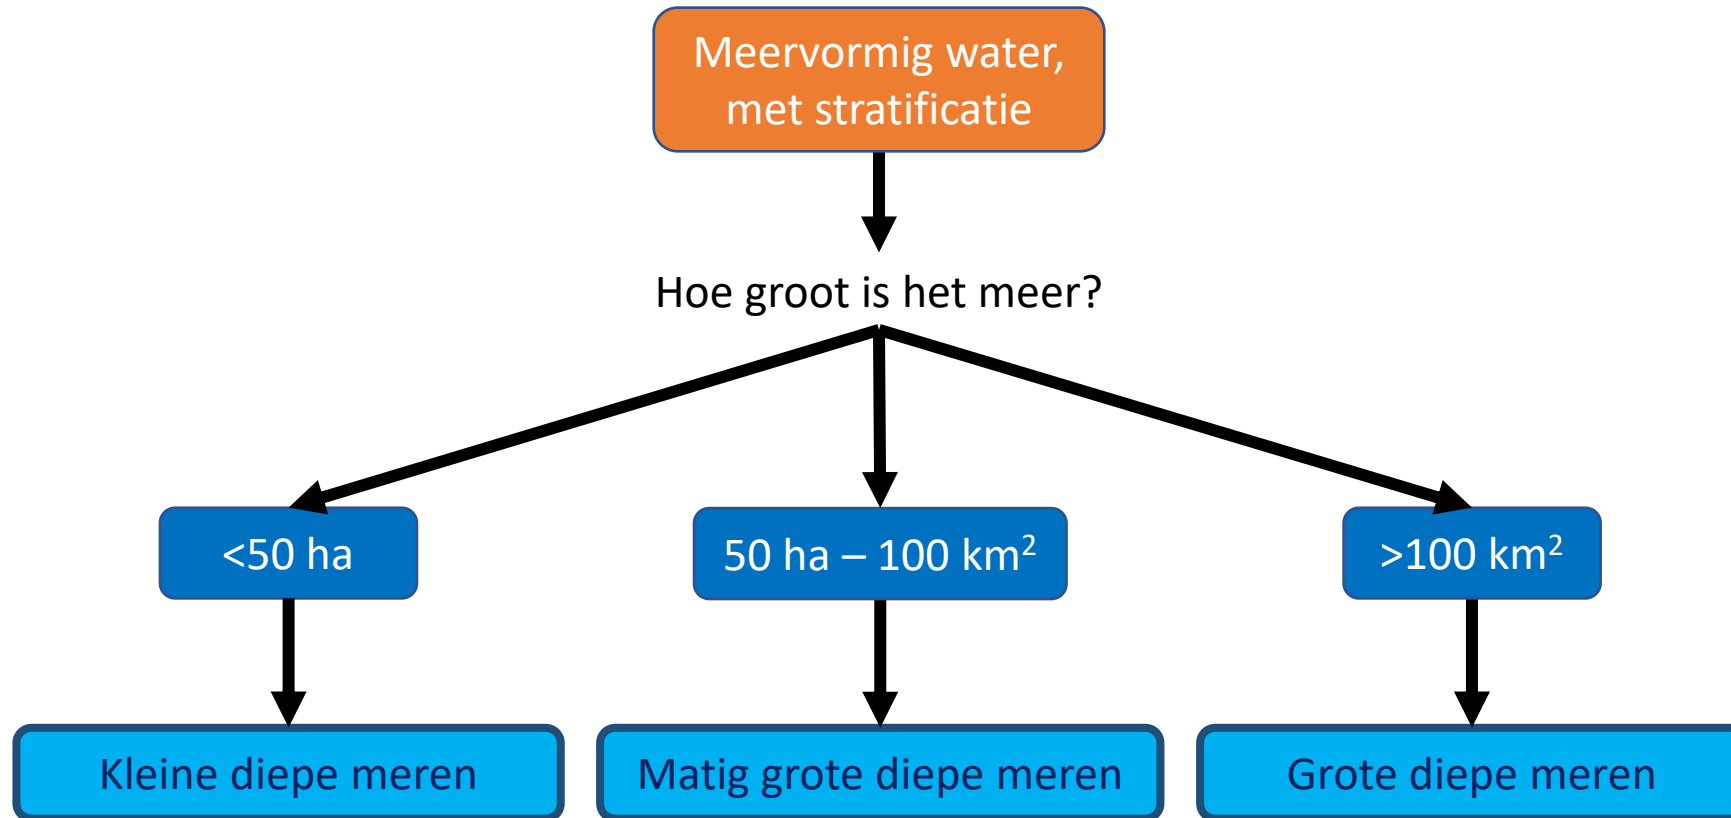 Meervormig water,
met stratificatie
Hoe groot is het meer?
<50 ha
50 ha – 100 km²
>100 km²
Kleine diepe meren
Matig grote diepe meren
Grote diepe meren